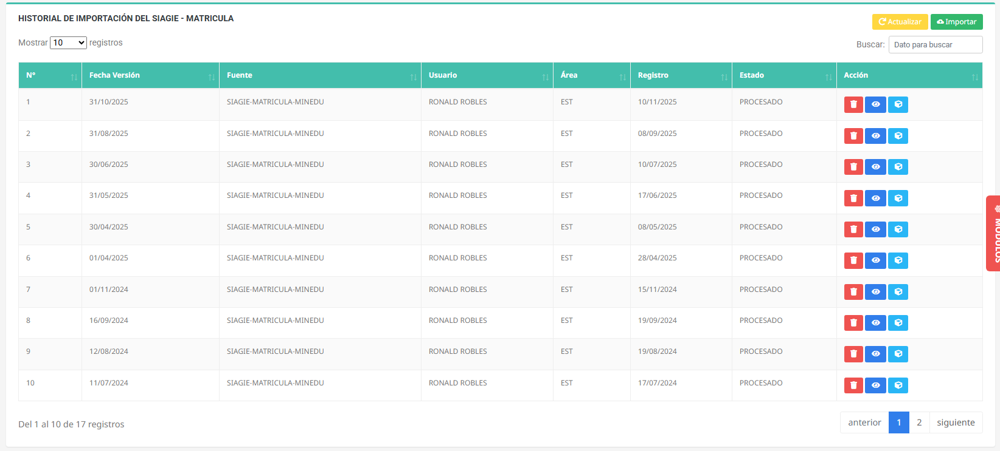 HISTORIAL DE IMPORTACIÓN DEL SIAGIE - MATRICULA
Actualizar Importar
Mostrar 10 registros
Buscar: Dato para buscar
N° Fecha Versión Fuente Usuario Área Registro Estado Acción
1 31/10/2025 SIAGIE-MATRICULA-MINEDU RONALD ROBLES EST 10/11/2025 PROCESADO
2 31/08/2025 SIAGIE-MATRICULA-MINEDU RONALD ROBLES EST 08/09/2025 PROCESADO
3 30/06/2025 SIAGIE-MATRICULA-MINEDU RONALD ROBLES EST 10/07/2025 PROCESADO
4 31/05/2025 SIAGIE-MATRICULA-MINEDU RONALD ROBLES EST 17/06/2025 PROCESADO
5 30/04/2025 SIAGIE-MATRICULA-MINEDU RONALD ROBLES EST 08/05/2025 PROCESADO
6 01/04/2025 SIAGIE-MATRICULA-MINEDU RONALD ROBLES EST 28/04/2025 PROCESADO
7 01/11/2024 SIAGIE-MATRICULA-MINEDU RONALD ROBLES EST 15/11/2024 PROCESADO
8 16/09/2024 SIAGIE-MATRICULA-MINEDU RONALD ROBLES EST 19/09/2024 PROCESADO
9 12/08/2024 SIAGIE-MATRICULA-MINEDU RONALD ROBLES EST 19/08/2024 PROCESADO
10 11/07/2024 SIAGIE-MATRICULA-MINEDU RONALD ROBLES EST 17/07/2024 PROCESADO
MÓDULOS
Del 1 al 10 de 17 registros
anterior 1 2 siguiente